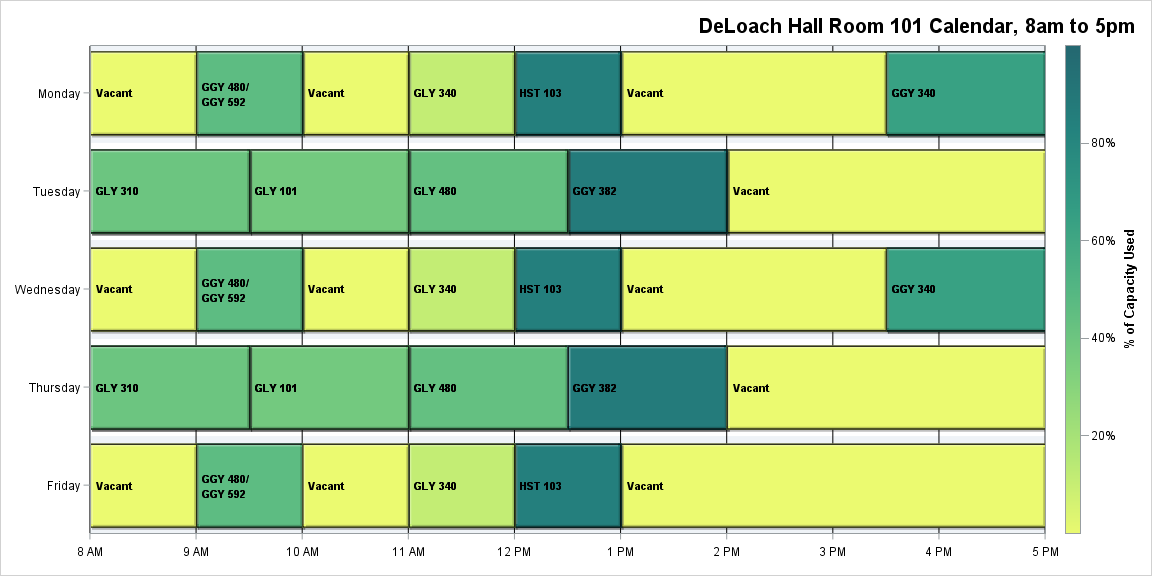 DeLoach Hall Room 101 Calendar, 8am to 5pm
Monday
Vacant
GGY 480/
GGY 592
Vacant
GLY 340
HST 103
Vacant
GGY 340
Tuesday
GLY 310
GLY 101
GLY 480
GGY 382
Vacant
Wednesday
Vacant
GGY 480/
GGY 592
Vacant
GLY 340
HST 103
Vacant
GGY 340
Thursday
GLY 310
GLY 101
GLY 480
GGY 382
Vacant
Friday
Vacant
GGY 480/
GGY 592
Vacant
GLY 340
HST 103
Vacant
8 AM
9 AM
10 AM
11 AM
12 PM
1 PM
2 PM
3 PM
4 PM
5 PM
80%
60%
40%
20%
% of Capacity Used